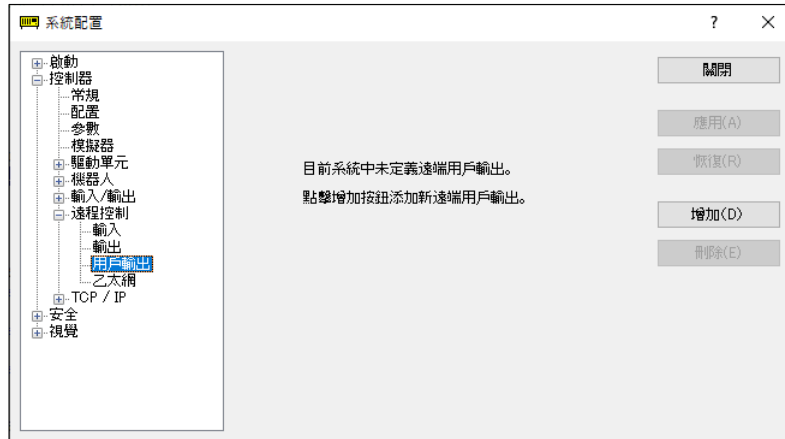 系統配置
?
啟動
控制器
常規
配置
參數
模擬器
驅動單元
機器人
輸入/輸出
遠程控制
輸入
輸出
用戶輸出
乙太網
TCP / IP
安全
視覺
目前系統中未定義遠端用戶輸出。
點擊增加按鈕添加新遠端用戶輸出。
關閉
應用(A)
恢復(R)
增加(D)
刪除(E)